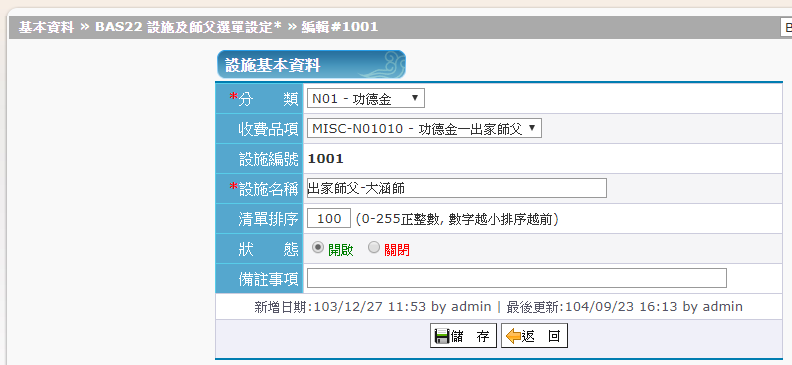 基本資料 » BAS22 設施及師父選單設定* » 編輯#1001
設施基本資料
*分 類 N01 - 功德金
收費品項 MISC-N01010 - 功德金—出家師父
設施編號 1001
*設施名稱 出家師父-大涵師
清單排序 100 (0-255正整數, 數字越小排序越前)
狀 態 開啟 關閉
備註事項
新增日期:103/12/27 11:53 by admin | 最後更新:104/09/23 16:13 by admin
儲 存 返 回